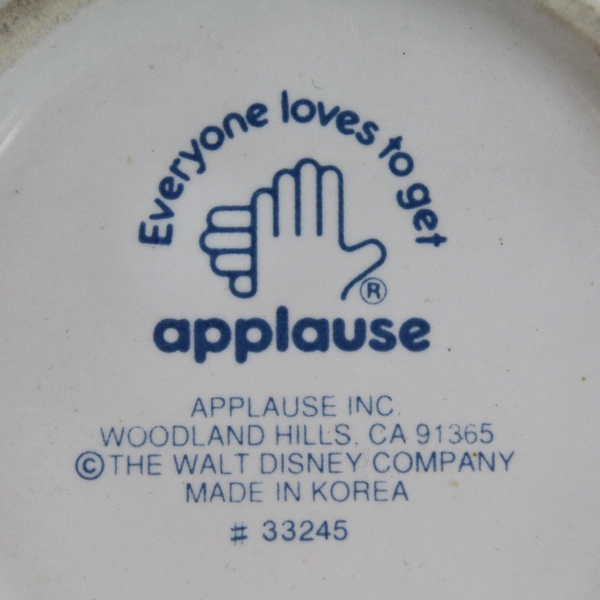 Everyone loves to get
®
applause
APPLAUSE INC.
WOODLAND HILLS, CA 91365
©THE WALT DISNEY COMPANY
MADE IN KOREA
# 33245